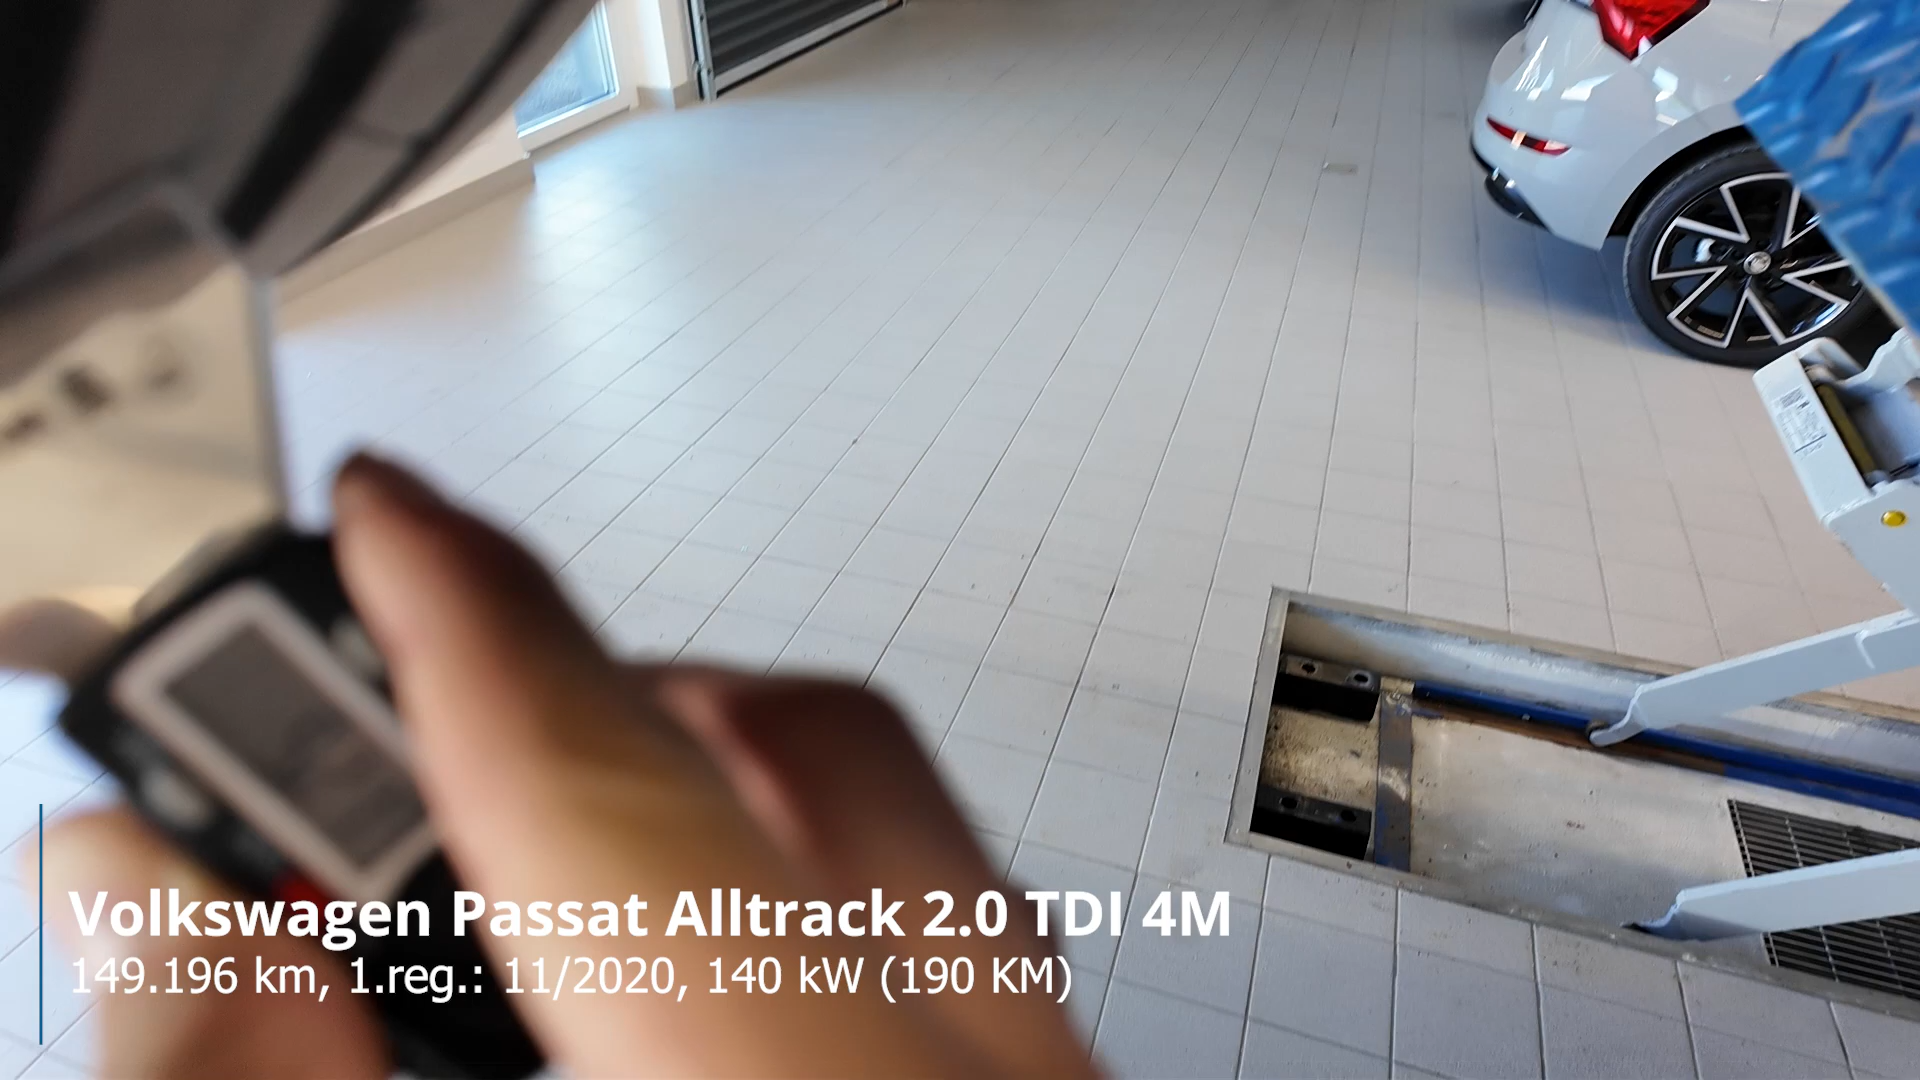 Volkswagen Passat Alltrack 2.0 TDI 4M
149.196 km, 1.reg.: 11/2020, 140 kW (190 KM)